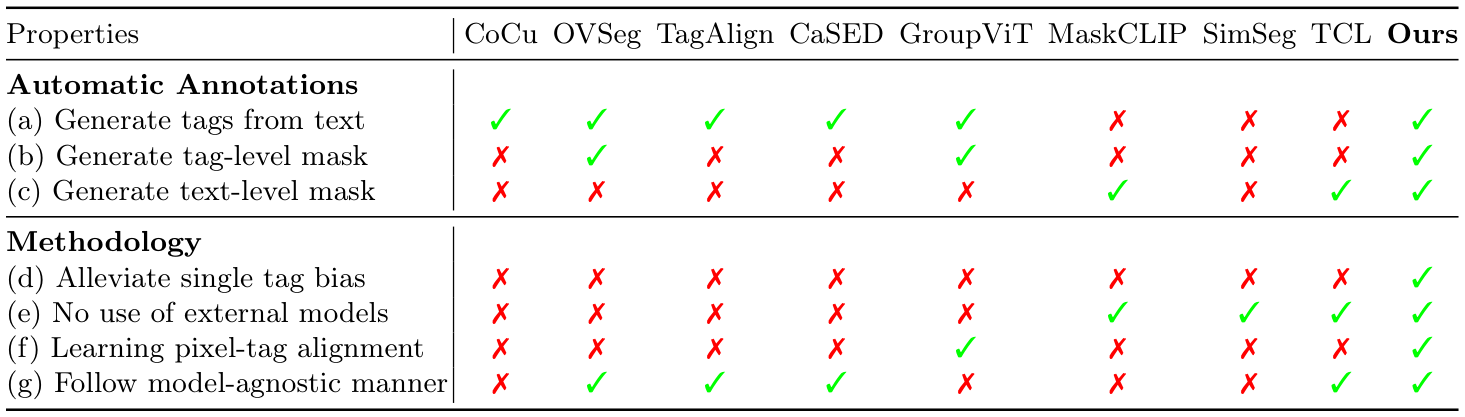 Properties CoCu OVSeg TagAlign CaSED GroupViT MaskCLIP SimSeg TCL Ours
Automatic Annotations
(a) Generate tags from text ✓ ✓ ✓ ✓ ✓ ✗ ✗ ✗ ✓
(b) Generate tag-level mask ✗ ✓ ✗ ✗ ✓ ✗ ✗ ✗ ✓
(c) Generate text-level mask ✗ ✗ ✗ ✗ ✗ ✓ ✗ ✓ ✓
Methodology
(d) Alleviate single tag bias ✗ ✗ ✗ ✗ ✗ ✗ ✗ ✗ ✓
(e) No use of external models ✗ ✗ ✗ ✗ ✗ ✓ ✓ ✓ ✓
(f) Learning pixel-tag alignment ✗ ✗ ✗ ✗ ✓ ✗ ✗ ✗ ✓
(g) Follow model-agnostic manner ✗ ✓ ✓ ✓ ✗ ✗ ✗ ✓ ✓